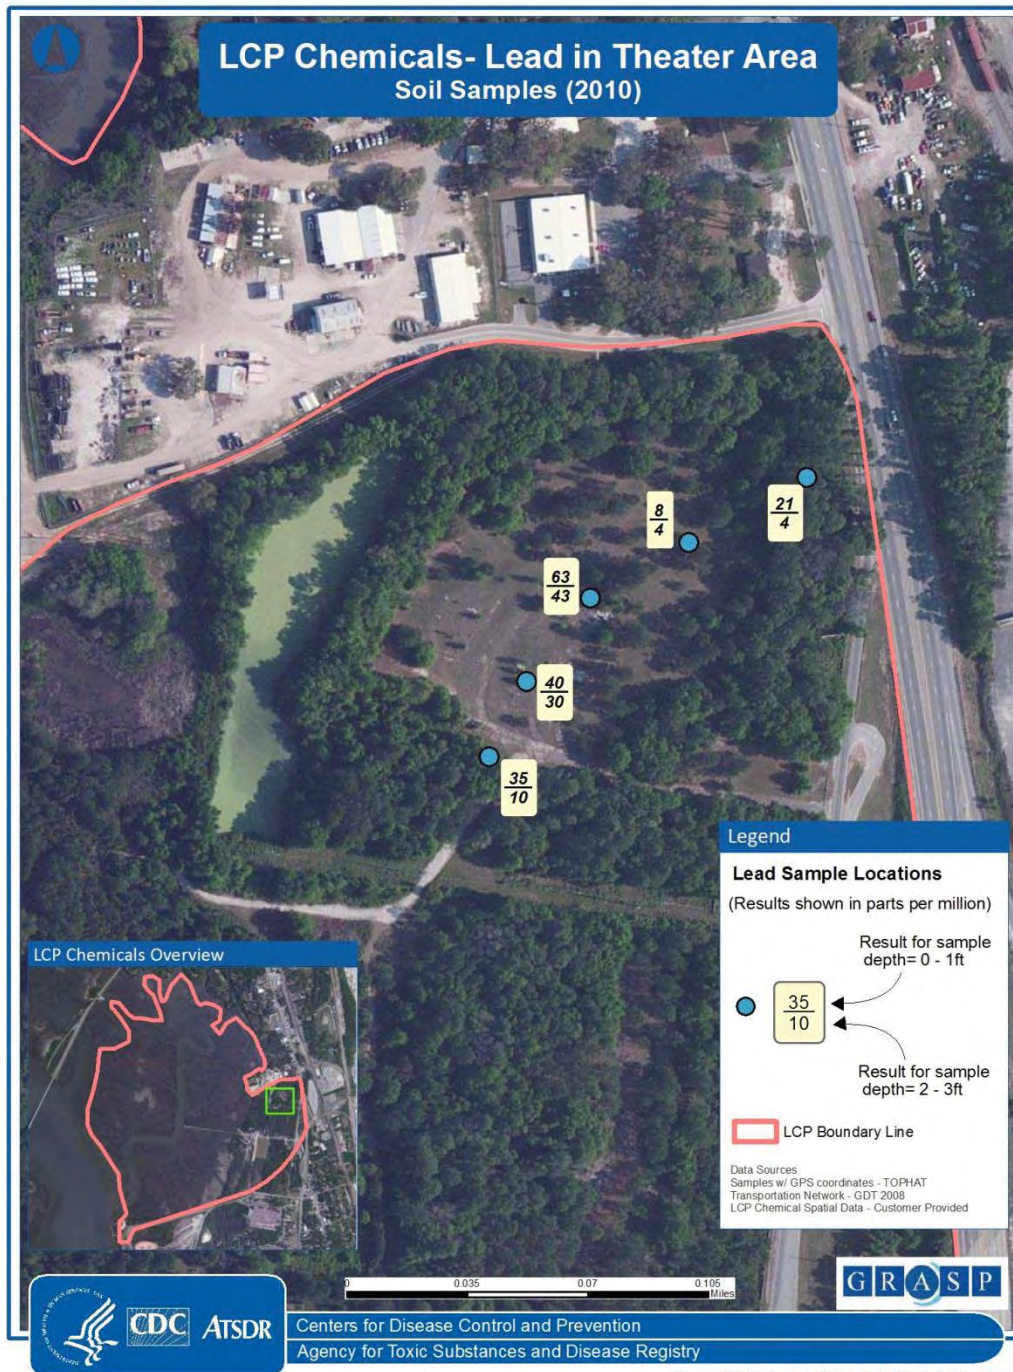 LCP Chemicals- Lead in Theater Area
Soil Samples (2010)
21
4
8
4
63
43
40
30
35
10
Legend
Lead Sample Locations
(Results shown in parts per million)
Result for sample
depth= 0 - 1ft
35
10
Result for sample
depth= 2 - 3ft
LCP Boundary Line
Data Sources
Samples w/ GPS coordinates - TOPHAT
Transportation Network - GDT 2008
LCP Chemical Spatial Data - Customer Provided
LCP Chemicals Overview
0 0.035 0.07 0.105
Miles
GRASP
CDC ATSDR
Centers for Disease Control and Prevention
Agency for Toxic Substances and Disease Registry